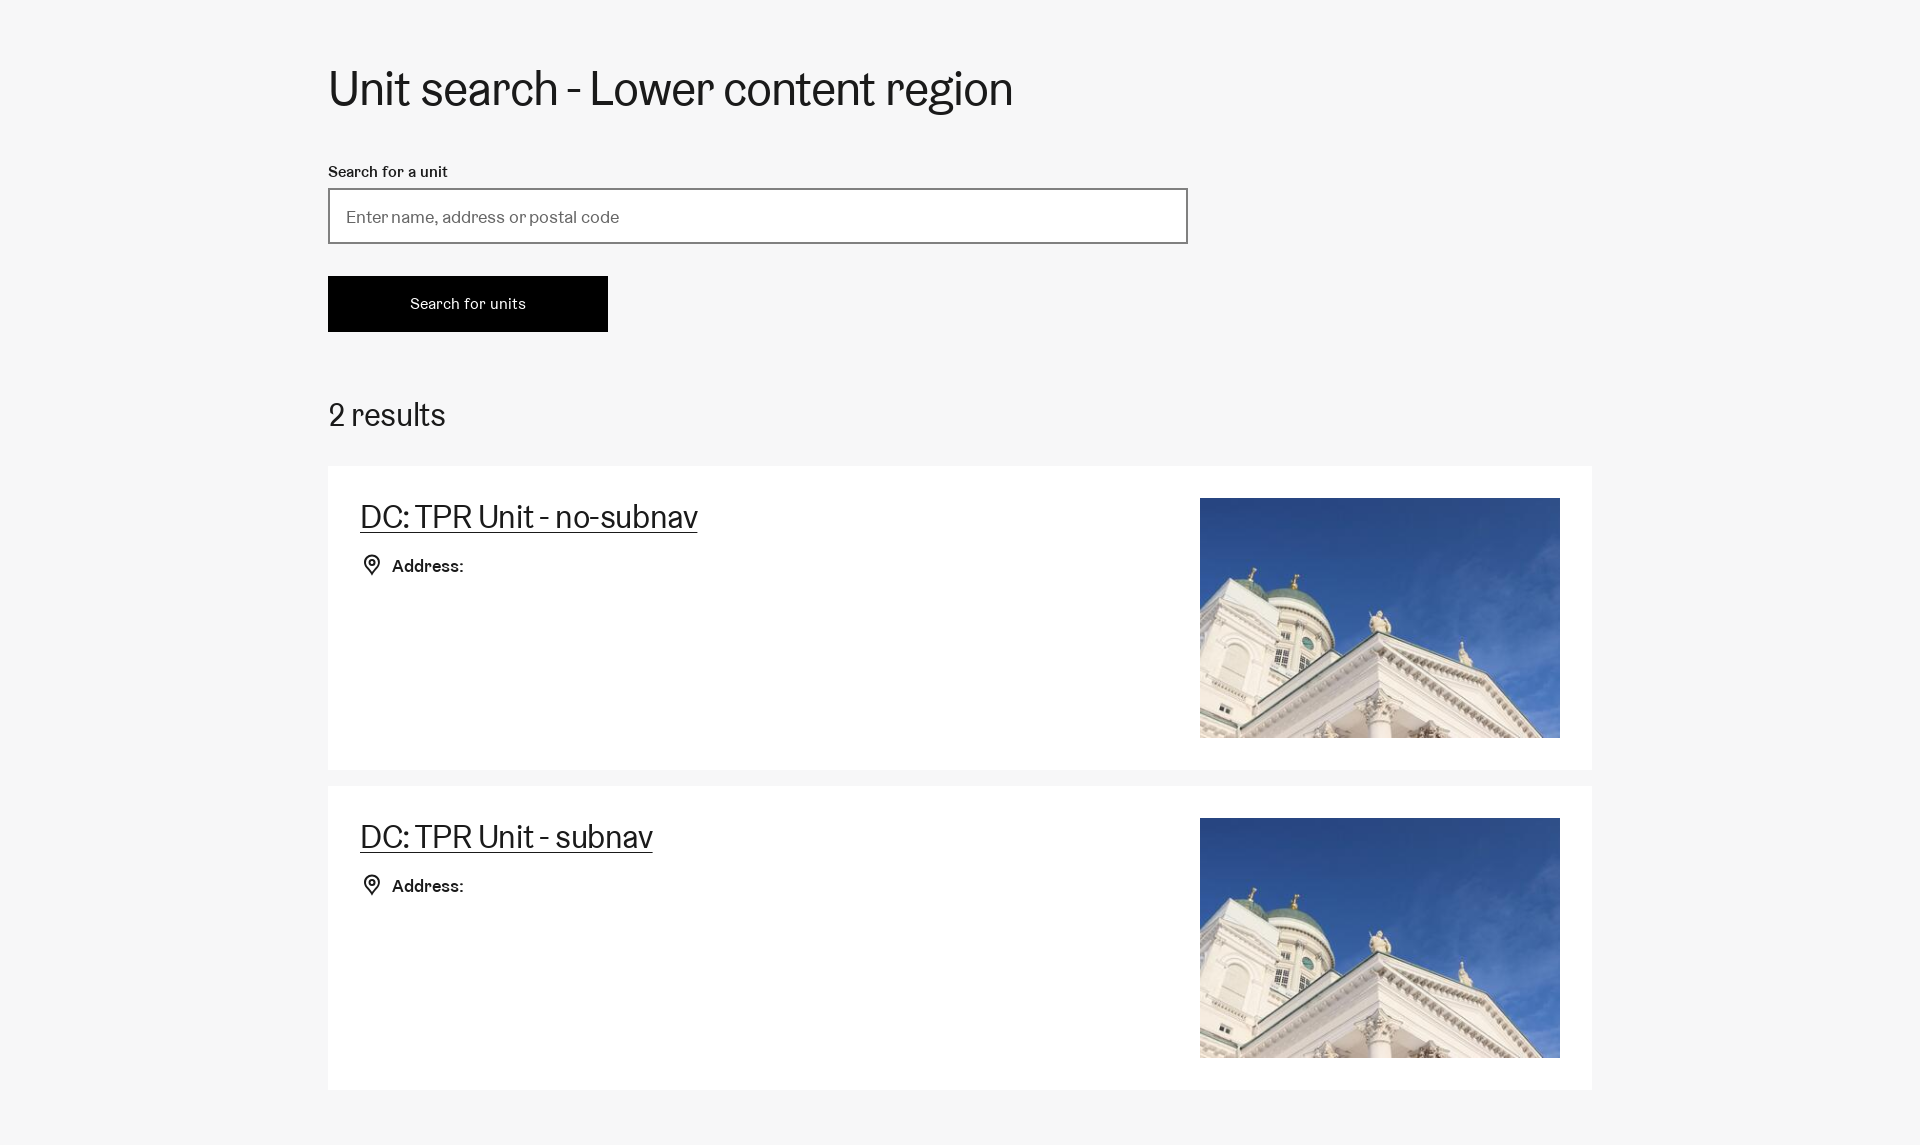 Unit search - Lower content region
Search for a unit
Enter name, address or postal code
Search for units
2 results
DC: TPR Unit - no-subnav
Address:
DC: TPR Unit - subnav
Address: